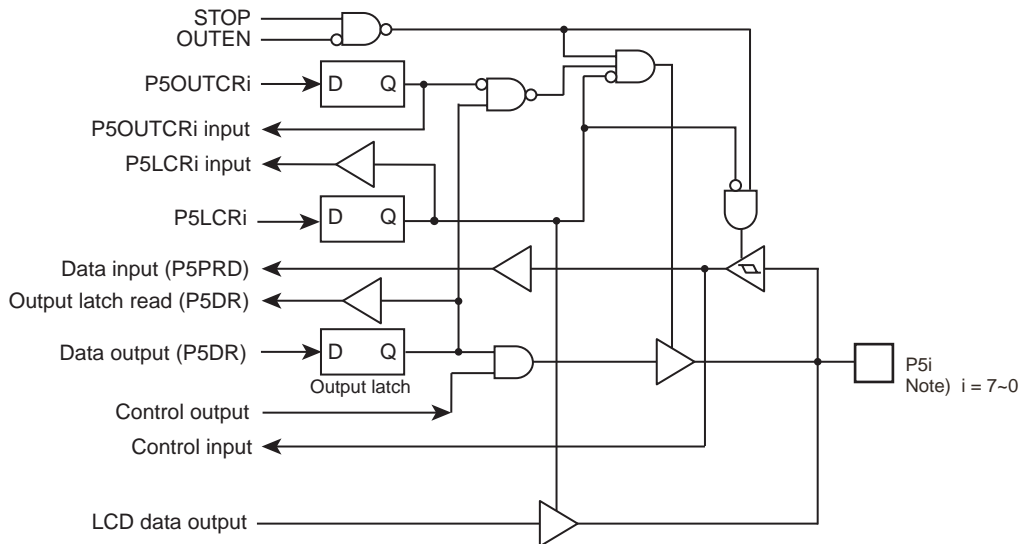 STOP
OUTEN
P5OUTCRi
D Q
P5OUTCRi input
P5LCRi input
P5LCRi
D Q
Data input (P5PRD)
Output latch read (P5DR)
Data output (P5DR)
D Q
Output latch
P5i
Note) i = 7~0
Control output
Control input
LCD data output